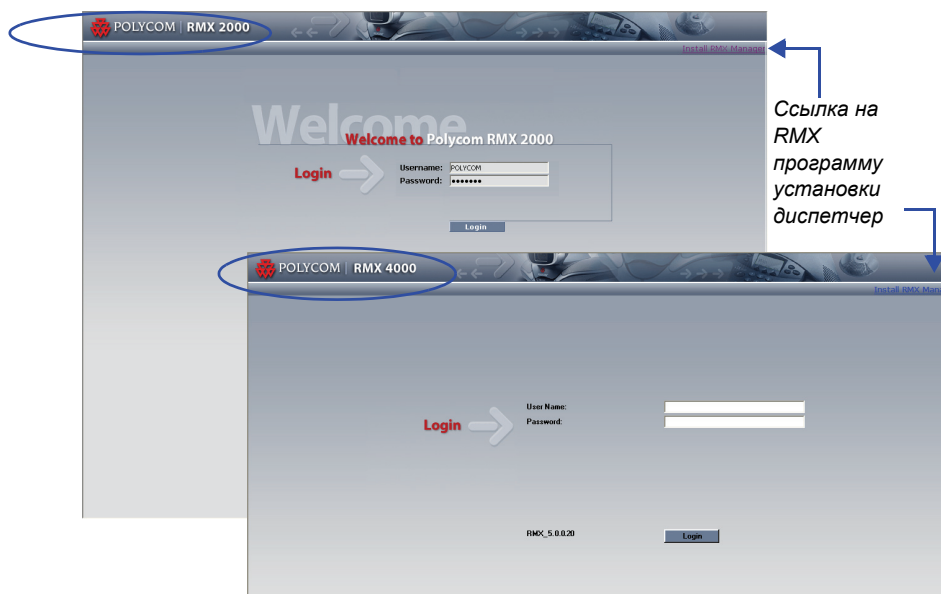 POLYCOM | RMX 2000
Install RMX Manager
Welcome
Welcome to Polycom RMX 2000
Login
Username: POLYCOM
Password: •••••••
Login
Ссылка на
RMX
программу
установки
диспетчер
POLYCOM | RMX 4000
Install RMX Man
User Name:
Login
Password:
RMX_5.0.0.20
Login